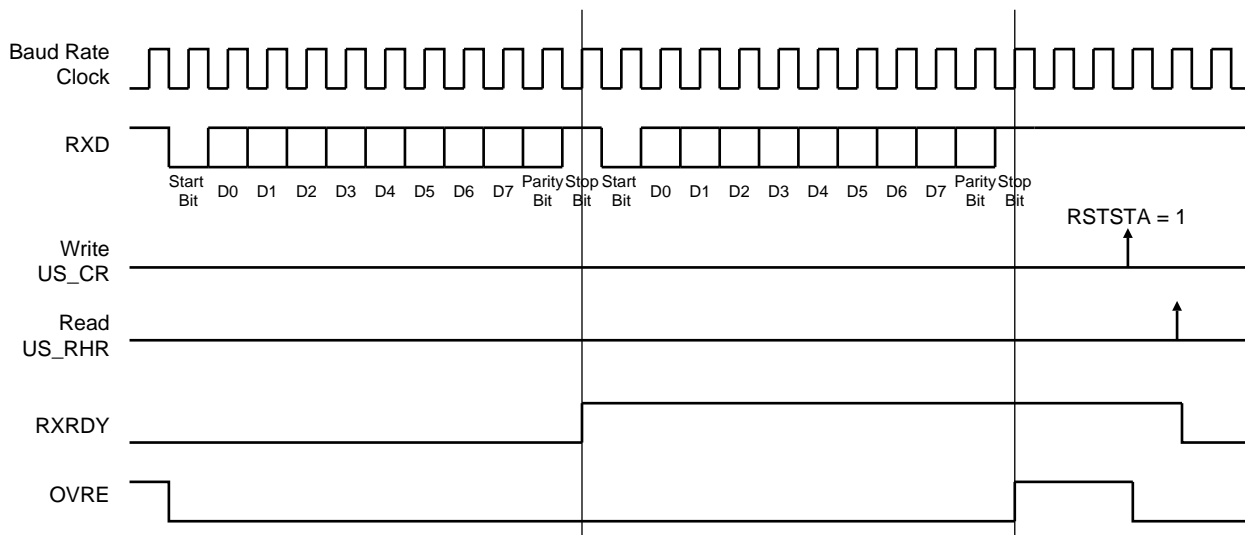 Baud Rate
Clock
RXD
Start
Bit
D0
D1
D2
D3
D4
D5
D6
D7
Parity
Bit
Stop
Bit
Start
Bit
D0
D1
D2
D3
D4
D5
D6
D7
Parity
Bit
Stop
Bit
RSTSTA = 1
Write
US_CR
Read
US_RHR
RXRDY
OVRE